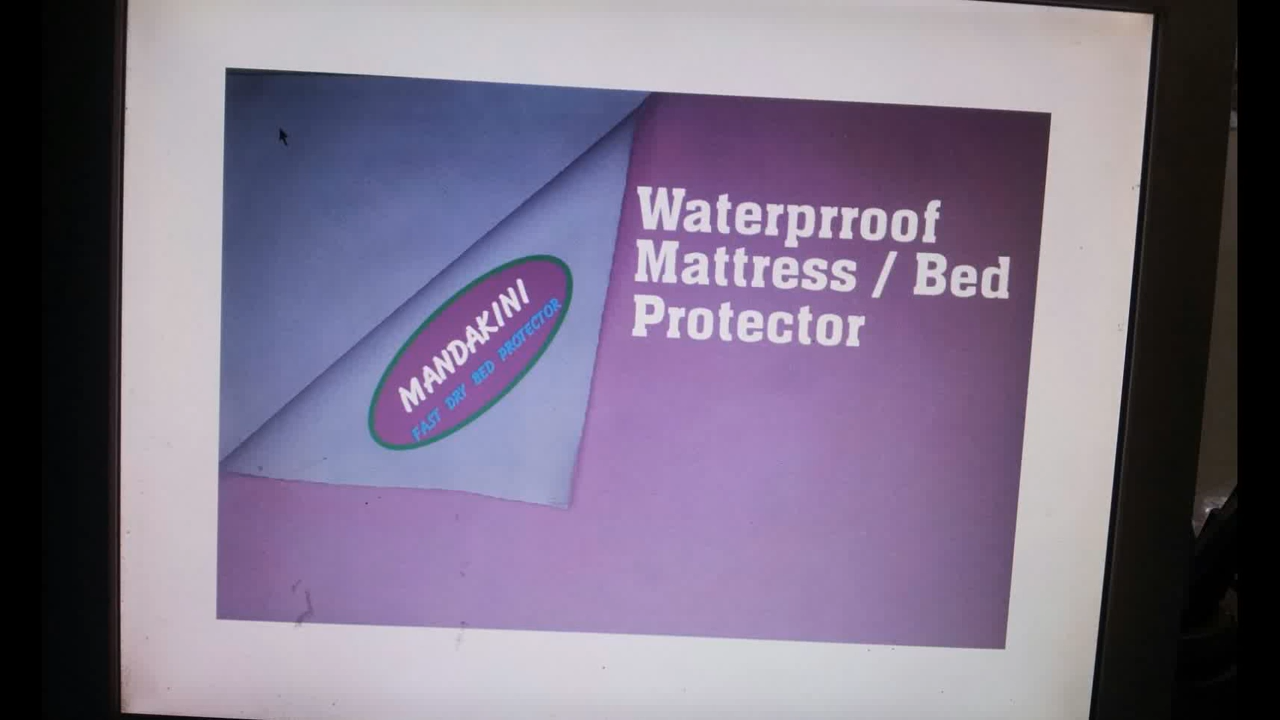 Waterprroof
Mattress / Bed
Protector
MANDAKINI
FAST DRY BED PROTECTOR